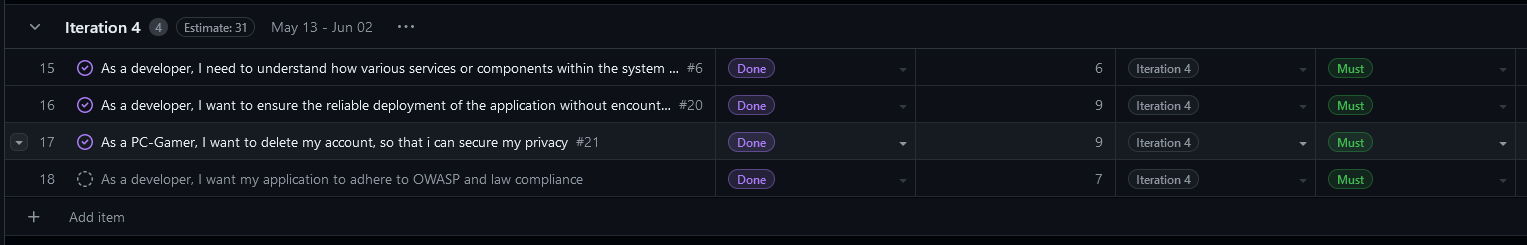 Iteration 4 4 Estimate: 31 May 13 - Jun 02 ...
15 As a developer, I need to understand how various services or components within the system ... #6 Done 6 Iteration 4 Must
16 As a developer, I want to ensure the reliable deployment of the application without encount... #20 Done 9 Iteration 4 Must
17 As a PC-Gamer, I want to delete my account, so that i can secure my privacy #21 Done 9 Iteration 4 Must
18 As a developer, I want my application to adhere to OWASP and law compliance Done 7 Iteration 4 Must
+ Add item